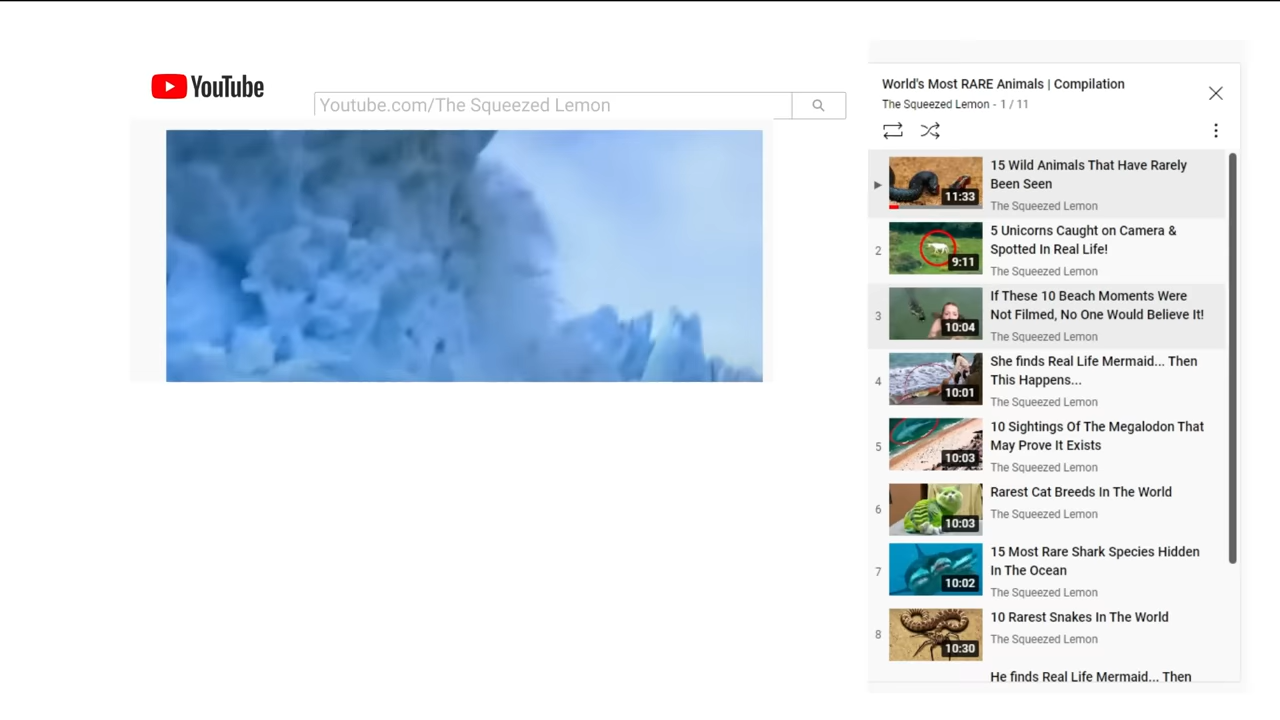 YouTube
Youtube.com/The Squeezed Lemon
World's Most RARE Animals | Compilation
The Squeezed Lemon - 1 / 11
15 Wild Animals That Have Rarely
Been Seen
The Squeezed Lemon
11:33
2
5 Unicorns Caught on Camera &
Spotted In Real Life!
The Squeezed Lemon
9:11
3
If These 10 Beach Moments Were
Not Filmed, No One Would Believe It!
The Squeezed Lemon
10:04
4
She finds Real Life Mermaid... Then
This Happens...
The Squeezed Lemon
10:01
5
10 Sightings Of The Megalodon That
May Prove It Exists
The Squeezed Lemon
10:03
6
Rarest Cat Breeds In The World
The Squeezed Lemon
10:03
7
15 Most Rare Shark Species Hidden
In The Ocean
The Squeezed Lemon
10:02
8
10 Rarest Snakes In The World
The Squeezed Lemon
10:30
He finds Real Life Mermaid... Then